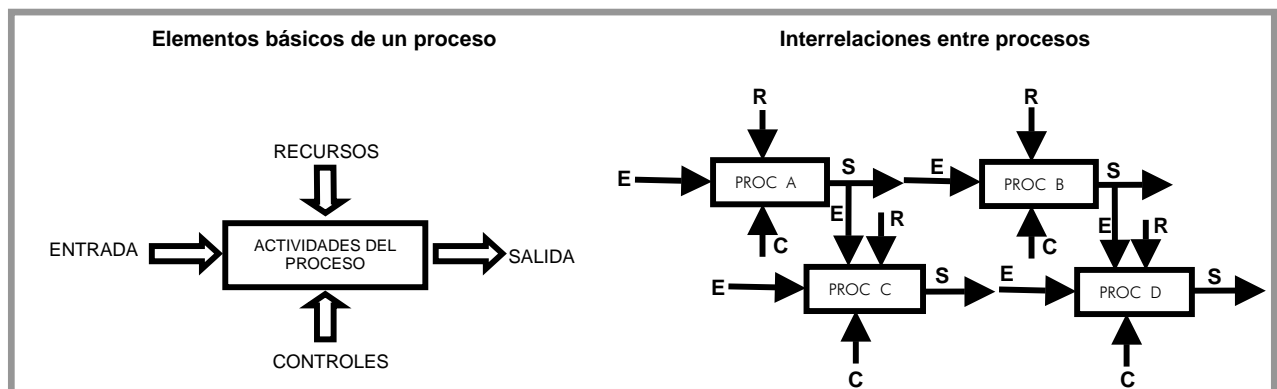 Elementos básicos de un proceso
RECURSOS
ENTRADA
ACTIVIDADES DEL
PROCESO
SALIDA
CONTROLES
Interrelaciones entre procesos
R
R
E
PROC A
S
E
PROC B
S
E
R
E
R
C
C
E
PROC C
S
E
PROC D
S
C
C